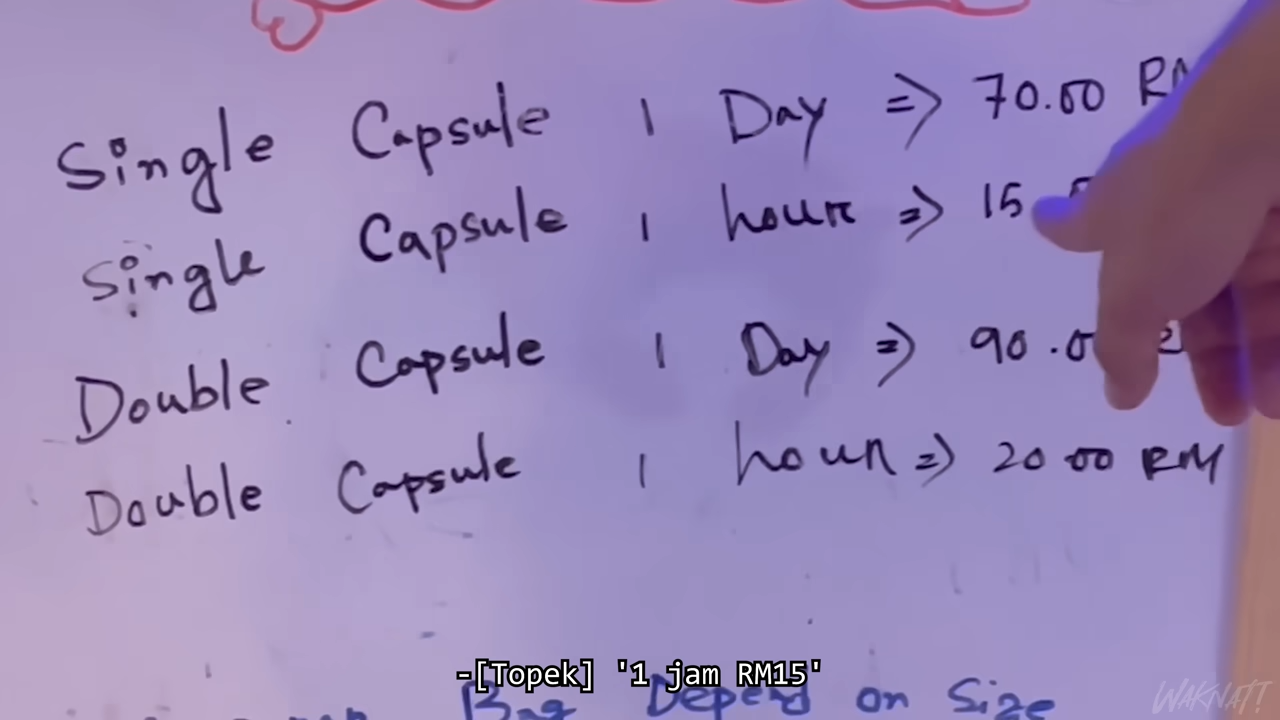 Single Capsule 1 Day => 70.00 RM
Single Capsule 1 hour => 15
Double Capsule 1 Day => 90.0
Double Capsule 1 hour => 20 00 RM
Bag Depend on Size
-[Topek] '1 jam RM15'
WAKNAT!